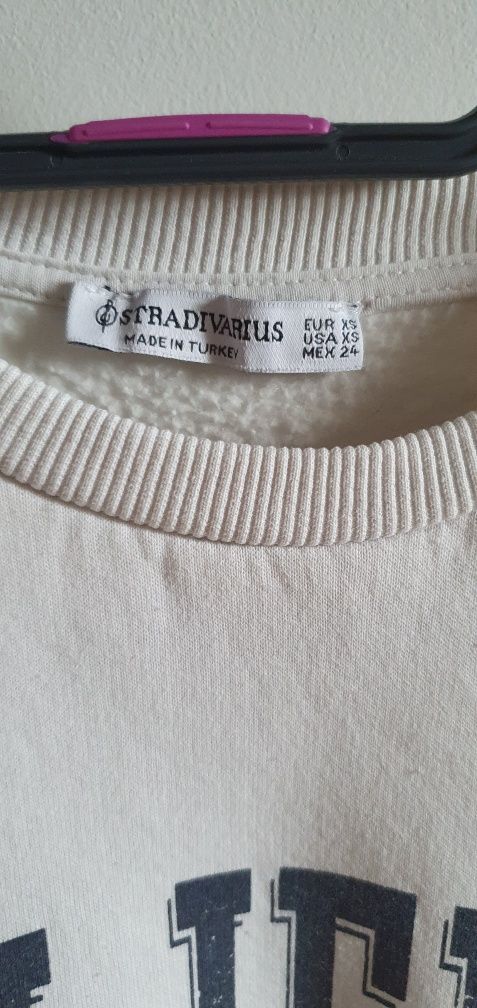 STRADIVARIUS
MADE IN TURKEY
EUR XS
USA XS
MEX 24